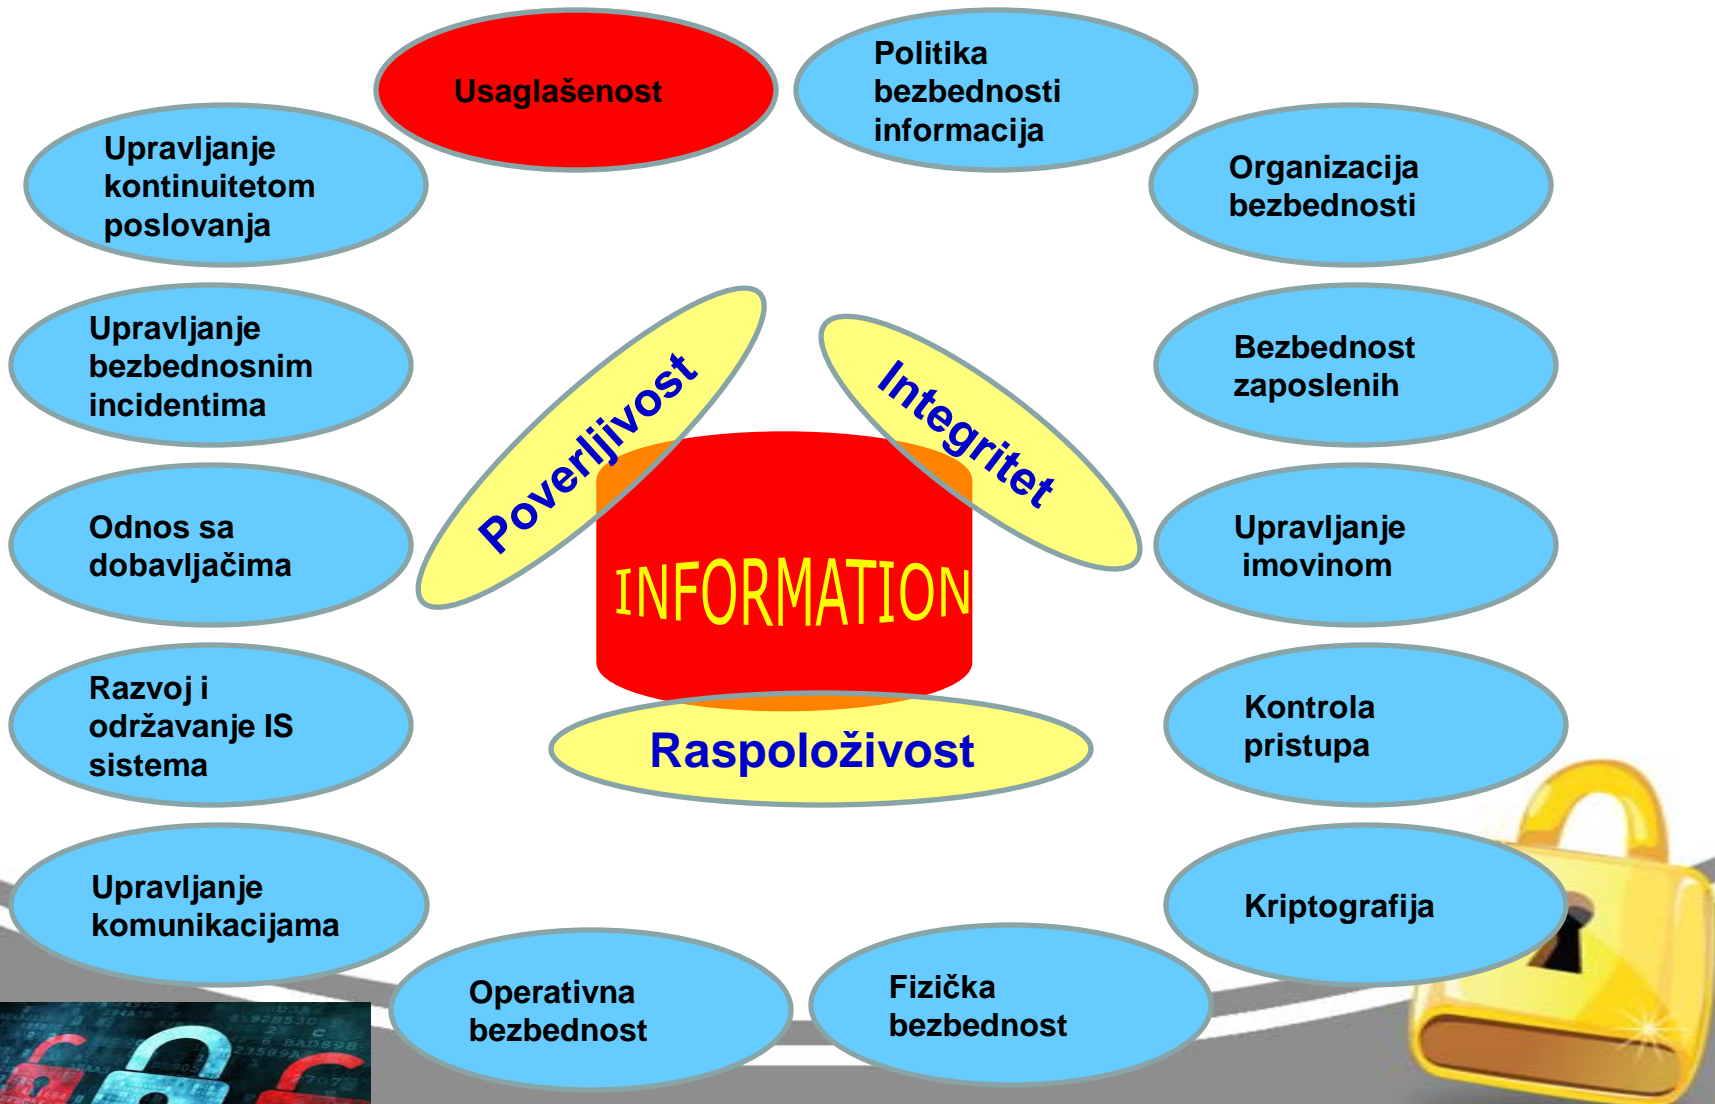 Usaglašenost
Politika
bezbednosti
informacija
Upravljanje
kontinuitetom
poslovanja
Organizacija
bezbednosti
Upravljanje
bezbednosnim
incidentima
Bezbednost
zaposlenih
Poverljivost
Integritet
Odnos sa
dobavljačima
Upravljanje
imovinom
INFORMATION
Razvoj i
održavanje IS
sistema
Kontrola
pristupa
Raspoloživost
Upravljanje
komunikacijama
Kriptografija
Operativna
bezbednost
Fizička
bezbednost